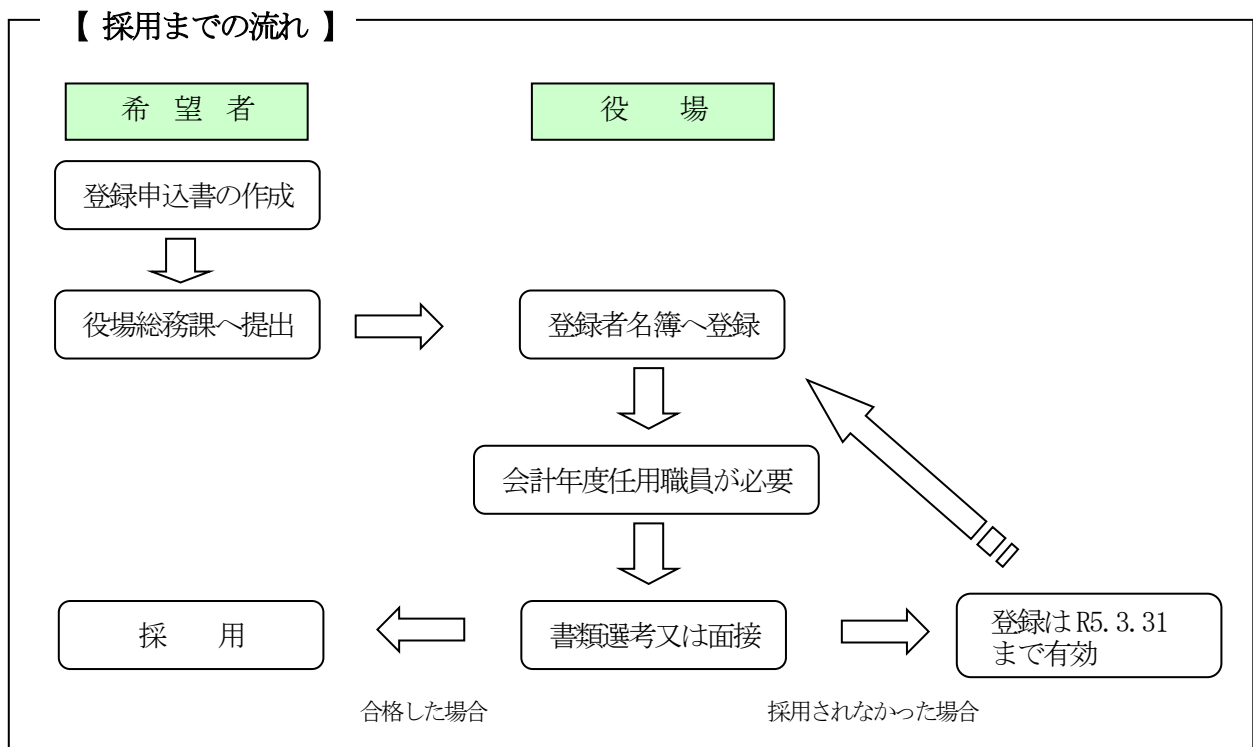 【 採用までの流れ 】
希 望 者
役 場
登録申込書の作成
役場総務課へ提出
登録者名簿へ登録
会計年度任用職員が必要
採 用
書類選考又は面接
登録は R5.3.31
まで有効
合格した場合
採用されなかった場合